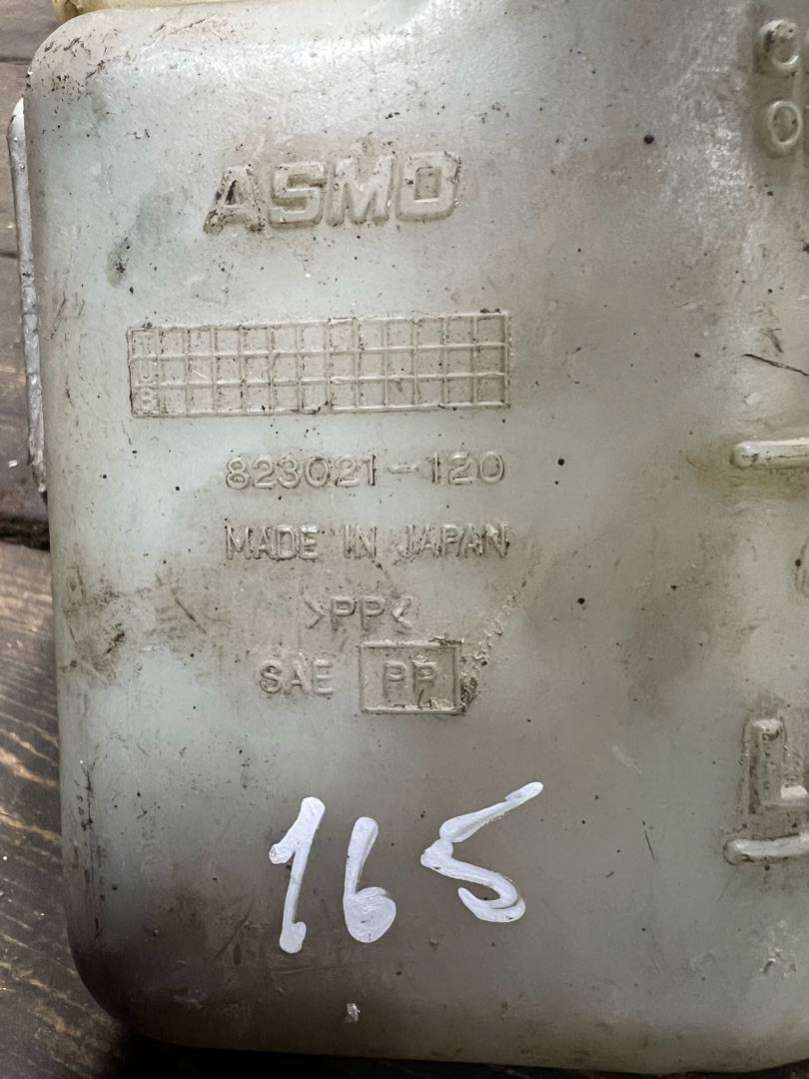 ASMO
T
U
B
823021-120
MADE IN JAPAN
>PP<
SAE PP
L
165